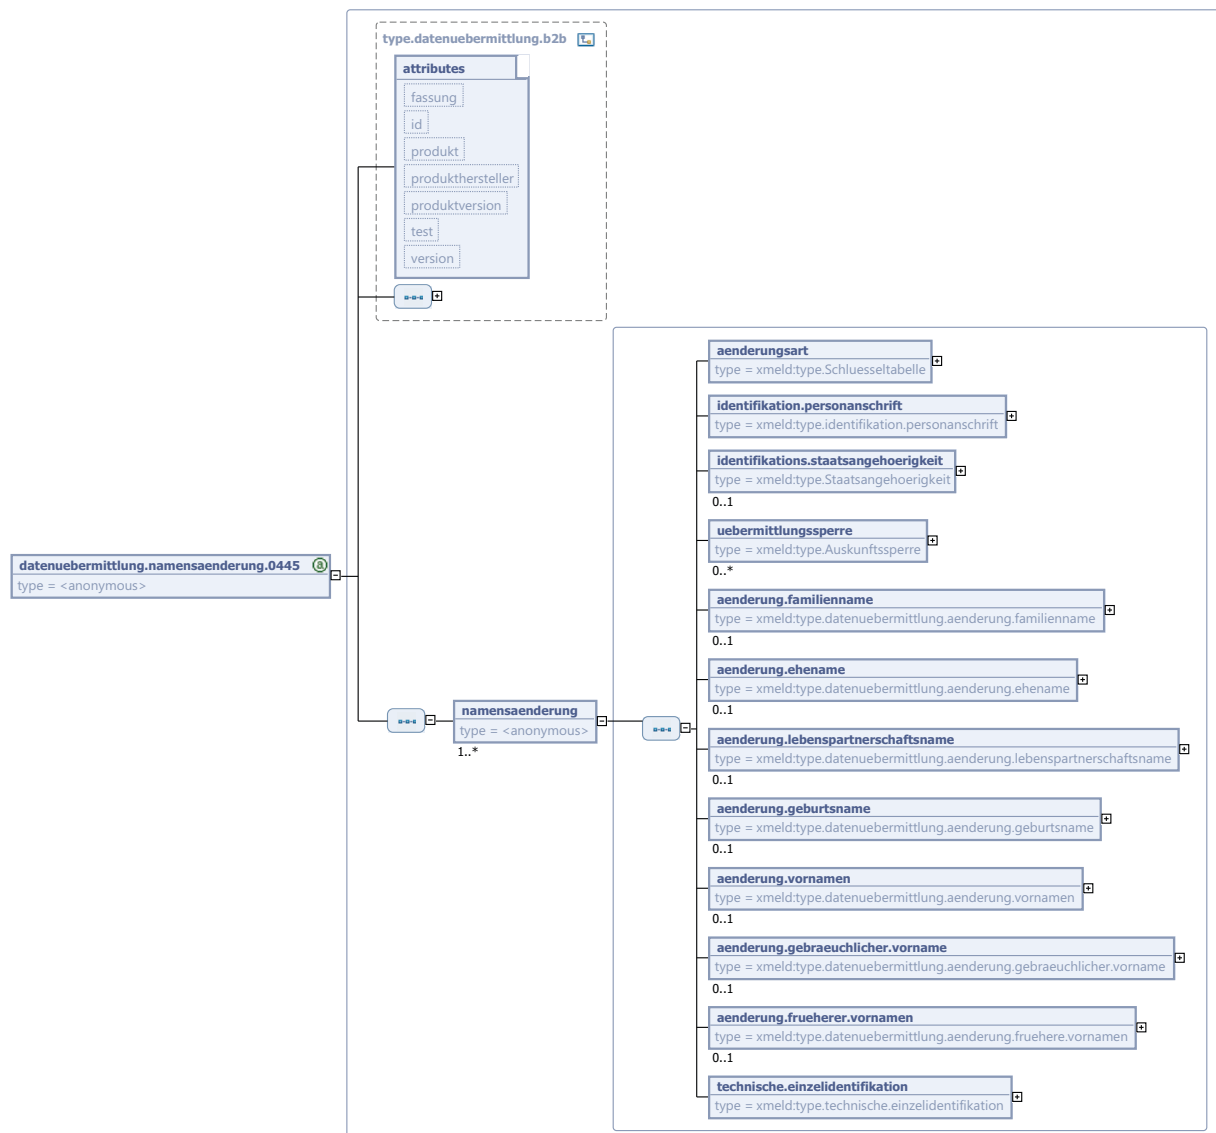 type.datenuebermittlung.b2b
attributes
fassung
id
produkt
produkthersteller
produktversion
test
version
datenuebermittlung.namensaenderung.0445
a
type = <anonymous>
namensaenderung
type = <anonymous>
1..*
aenderungsart
type = xmeld:type.Schluesseltabelle
identifikation.personanschrift
type = xmeld:type.identifikation.personanschrift
identifikations.staatsangehoerigkeit
type = xmeld:type.Staatsangehoerigkeit
0..1
uebermittlungssperre
type = xmeld:type.Auskunftssperre
0..*
aenderung.familienname
type = xmeld:type.datenuebermittlung.aenderung.familienname
0..1
aenderung.ehename
type = xmeld:type.datenuebermittlung.aenderung.ehename
0..1
aenderung.lebenspartnerschaftsname
type = xmeld:type.datenuebermittlung.aenderung.lebenspartnerschaftsname
0..1
aenderung.geburtsname
type = xmeld:type.datenuebermittlung.aenderung.geburtsname
0..1
aenderung.vornamen
type = xmeld:type.datenuebermittlung.aenderung.vornamen
0..1
aenderung.gebraeuchlicher.vorname
type = xmeld:type.datenuebermittlung.aenderung.gebraeuchlicher.vorname
0..1
aenderung.frueherer.vornamen
type = xmeld:type.datenuebermittlung.aenderung.fruehere.vornamen
0..1
technische.einzelidentifikation
type = xmeld:type.technische.einzelidentifikation